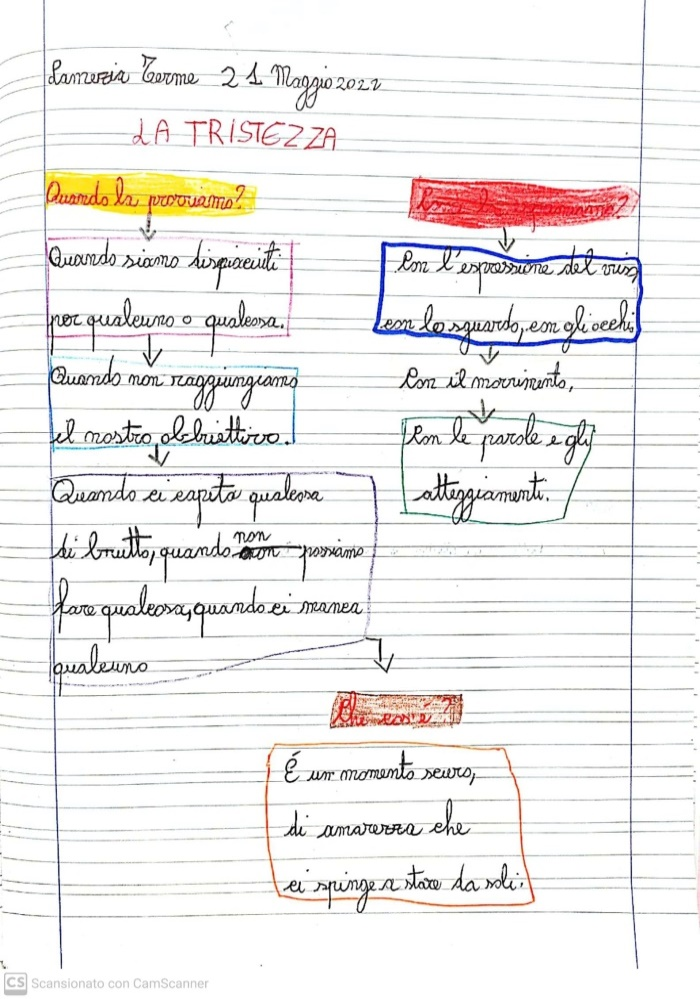 Lamezia Terme 21 Maggio 2022
LA TRISTEZZA
Quando la proviamo?
Quando siamo dispiaciuti
per qualcuno o qualcosa.
Quando non raggiungiamo
il nostro obbiettivo.
Quando ci capita qualcosa
di brutto, quando non possiamo
fare qualcosa, quando ci manca
qualcuno
la esprimiamo?
Con l'espressione del viso,
con lo sguardo, con gli occhi
Con il movimento,
Con le parole e gli
atteggiamenti.
Che cos'è?
É un momento scuro,
di amarezza che
ci spinge a stare da soli.
CS Scansionato con CamScanner